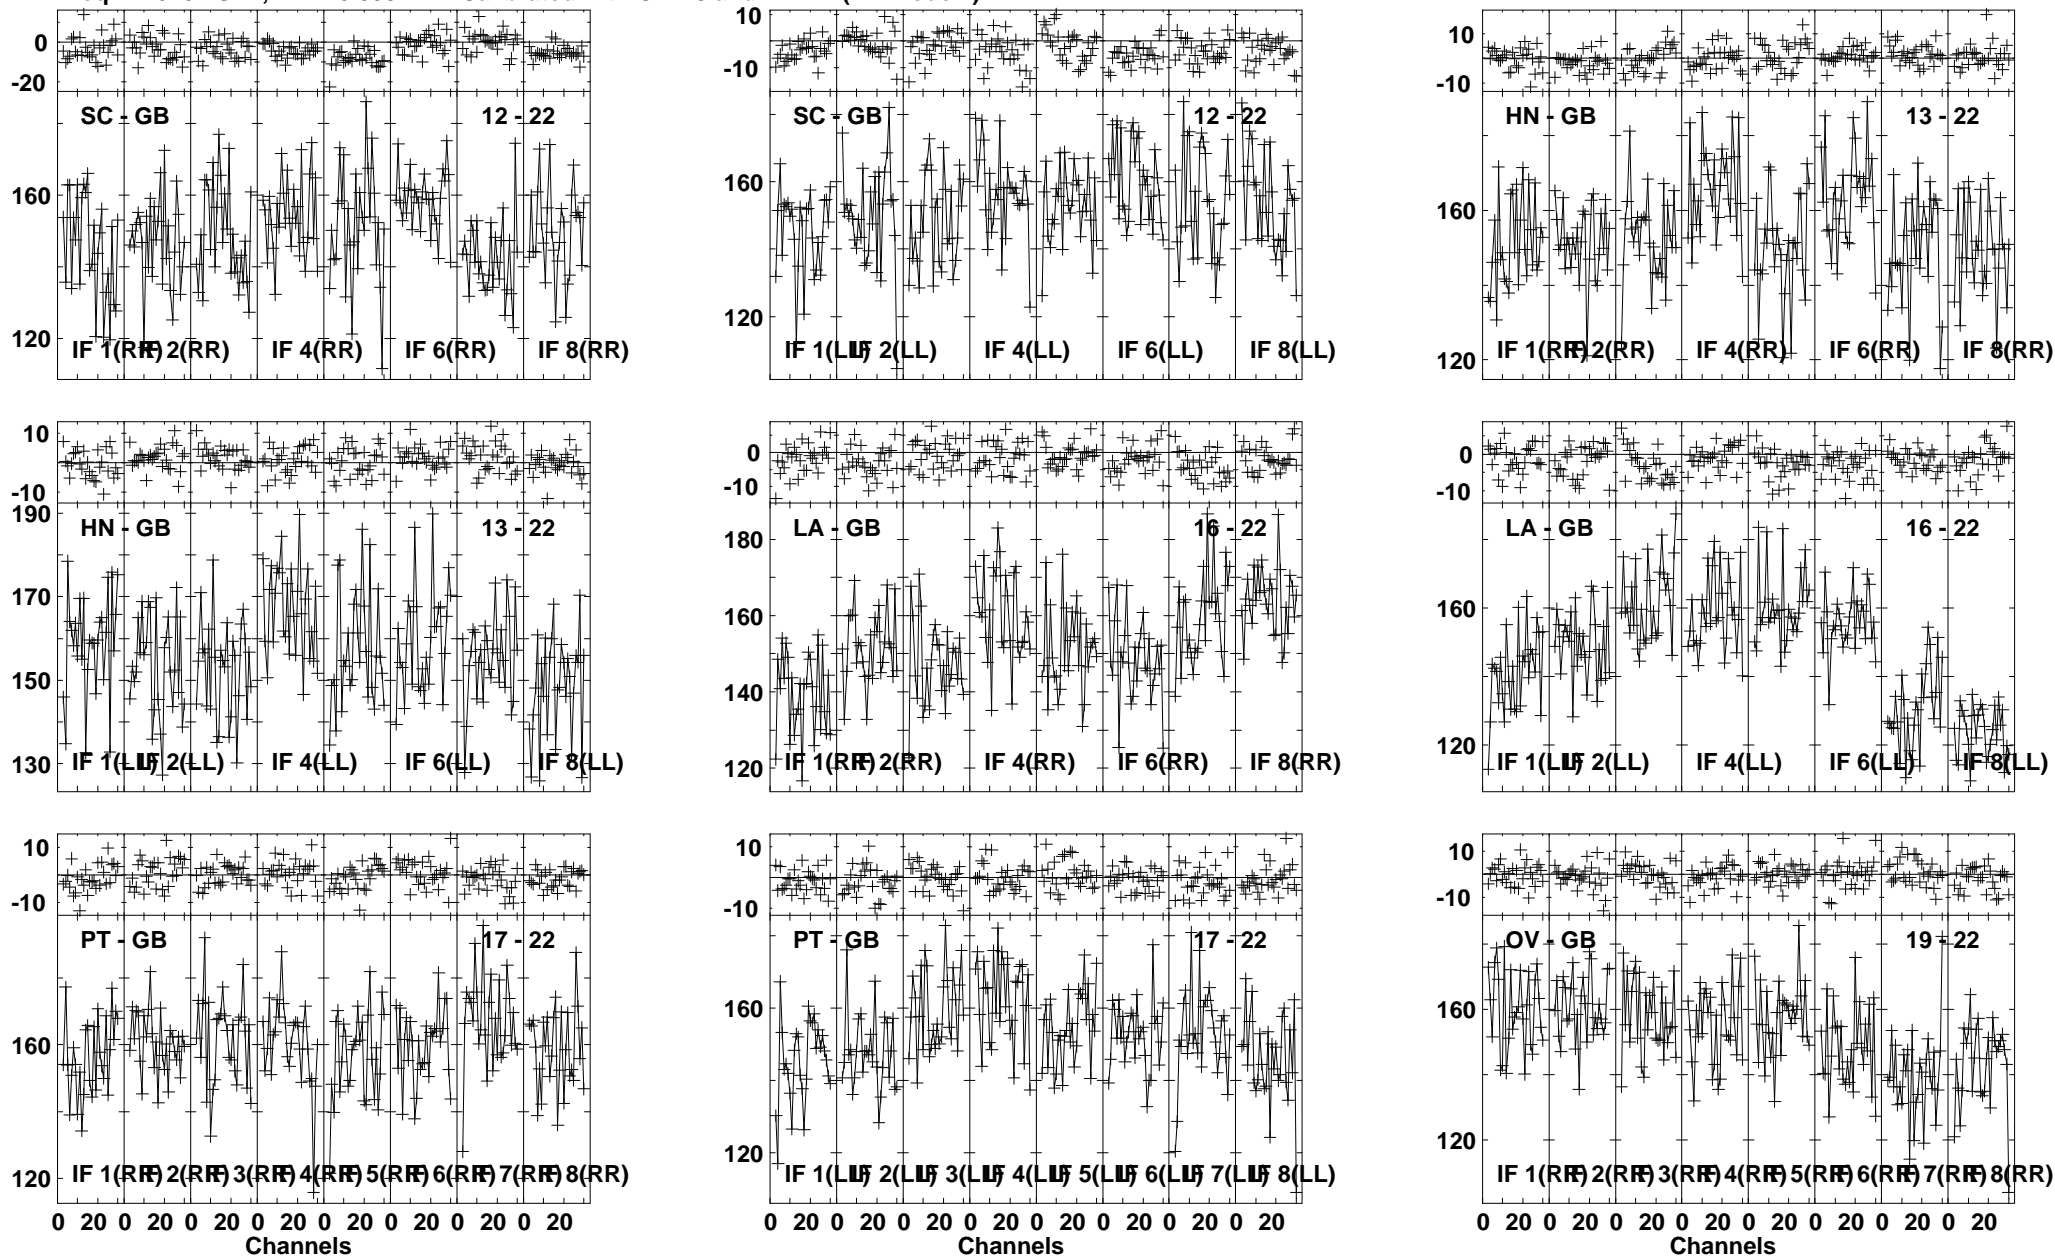 0
-20
SC - GB 12 - 22
160
120
IF 1(RR) IF 2(RR) IF 4(RR) IF 6(RR) IF 8(RR)
10
-10
SC - GB 12 - 22
160
120
IF 1(LL) IF 2(LL) IF 4(LL) IF 6(LL) IF 8(LL)
10
-10
HN - GB 13 - 22
160
120
IF 1(RR) IF 2(RR) IF 4(RR) IF 6(RR) IF 8(RR)
10
-10
190
HN - GB 13 - 22
170
150
130
IF 1(LL) IF 2(LL) IF 4(LL) IF 6(LL) IF 8(LL)
0
-10
LA - GB 16 - 22
180
160
140
120
IF 1(RR) IF 2(RR) IF 4(RR) IF 6(RR) IF 8(RR)
0
-10
LA - GB 16 - 22
160
120
IF 1(LL) IF 2(LL) IF 4(LL) IF 6(LL) IF 8(LL)
10
-10
PT - GB 17 - 22
160
120
IF 1(RR) IF 2(RR) IF 3(RR) IF 4(RR) IF 5(RR) IF 6(RR) IF 7(RR) IF 8(RR)
0 20 0 20 0 20 0 20 0 20 0 20 0 20 0 20
Channels
10
-10
PT - GB 17 - 22
160
120
IF 1(LL) IF 2(LL) IF 3(LL) IF 4(LL) IF 5(LL) IF 6(LL) IF 7(LL) IF 8(LL)
0 20 0 20 0 20 0 20 0 20 0 20 0 20 0 20
Channels
10
-10
OV - GB 19 - 22
160
120
IF 1(RR) IF 2(RR) IF 3(RR) IF 4(RR) IF 5(RR) IF 6(RR) IF 7(RR) IF 8(RR)
0 20 0 20 0 20 0 20 0 20 0 20 0 20 0 20
Channels